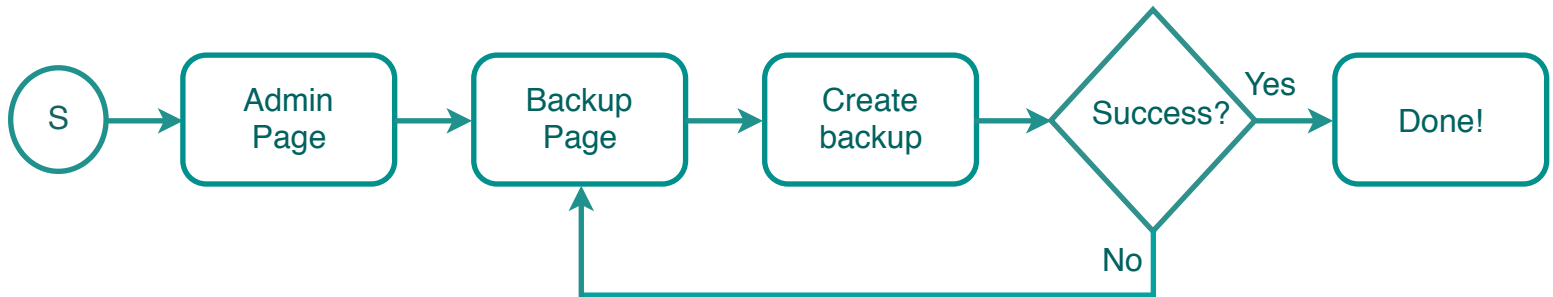 S
Admin
Page
Backup
Page
Create
backup
Success?
Yes
Done!
No